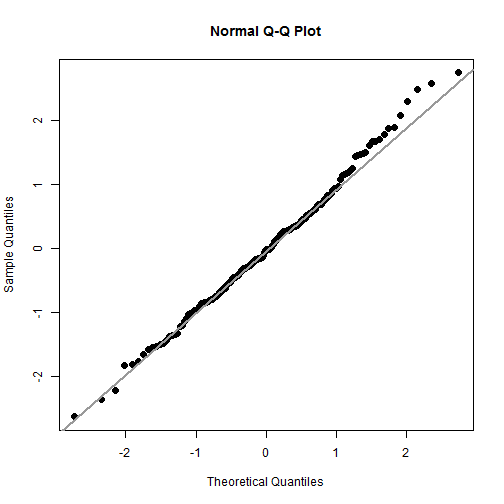 Normal Q-Q Plot
2
1
0
-1
-2
Sample Quantiles
-2 -1 0 1 2
Theoretical Quantiles